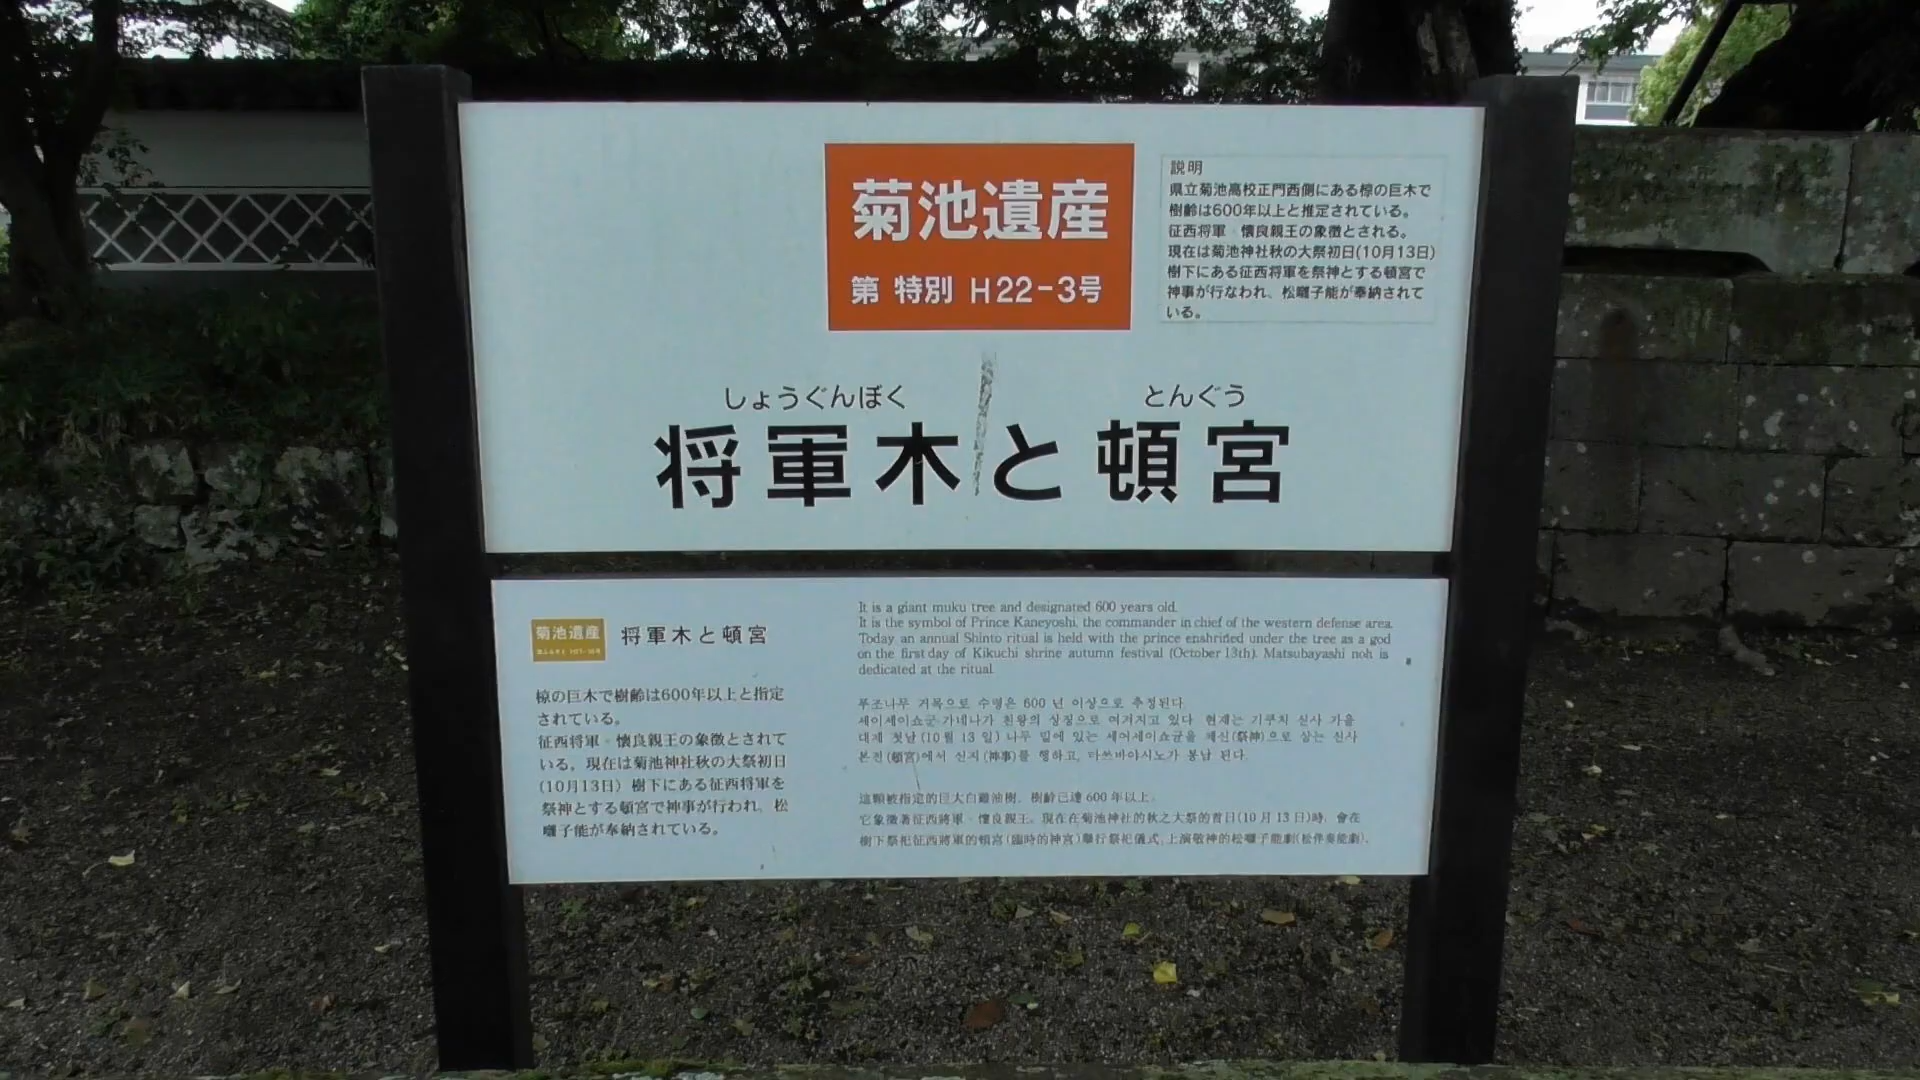 菊池遺産
第 特別 H22-3号
説明
県立菊池高校正門西側にある椋の巨木で
樹齢は600年以上と推定されている。
征西将軍・懐良親王の象徴とされる。
現在は菊池神社秋の大祭初日(10月13日)
樹下にある征西将軍を祭神とする頓宮で
神事が行なわれ、松囃子能が奉納されて
いる。
しょうぐんぼく とんぐう
将軍木と頓宮
菊池遺産
将軍木と頓宮
椋の巨木で樹齢は600年以上と指定
されている。
征西将軍・懐良親王の象徴とされて
いる。現在は菊池神社秋の大祭初日
(10月13日) 樹下にある征西将軍を
祭神とする頓宮で神事が行われ、松
囃子能が奉納されている。
It is a giant muku tree and designated 600 years old.
It is the symbol of Prince Kaneyoshi, the commander in chief of the western defense area.
Today an annual Shinto ritual is held with the prince enshrined under the tree as a god
on the first day of Kikuchi shrine autumn festival (October 13th). Matsubayashi noh is
dedicated at the ritual.
푸조나무 거목으로 수명은 600 년 이상으로 추정된다.
세이세이쇼군·가네나가 친왕의 상징으로 여겨지고 있다. 현재는 기쿠치 신사 가을
대제 첫날(10월 13 일) 나무 밑에 있는 세이세이쇼군을 제신(祭神)으로 삼는 신사
본전(頓宮)에서 신지(神事)를 행하고, 마쓰바야시노가 봉납 된다.
這顆被指定的巨大白雞油樹，樹齡已達600年以上。
它象徵著征西將軍・懷良親王。現在在菊池神社的秋之大祭的首日(10月13日)時，會在
樹下祭祀征西將軍的頓宮(臨時的神宮)舉行祭祀儀式，上演敬神的松囃子能劇(松伴奏能劇)。